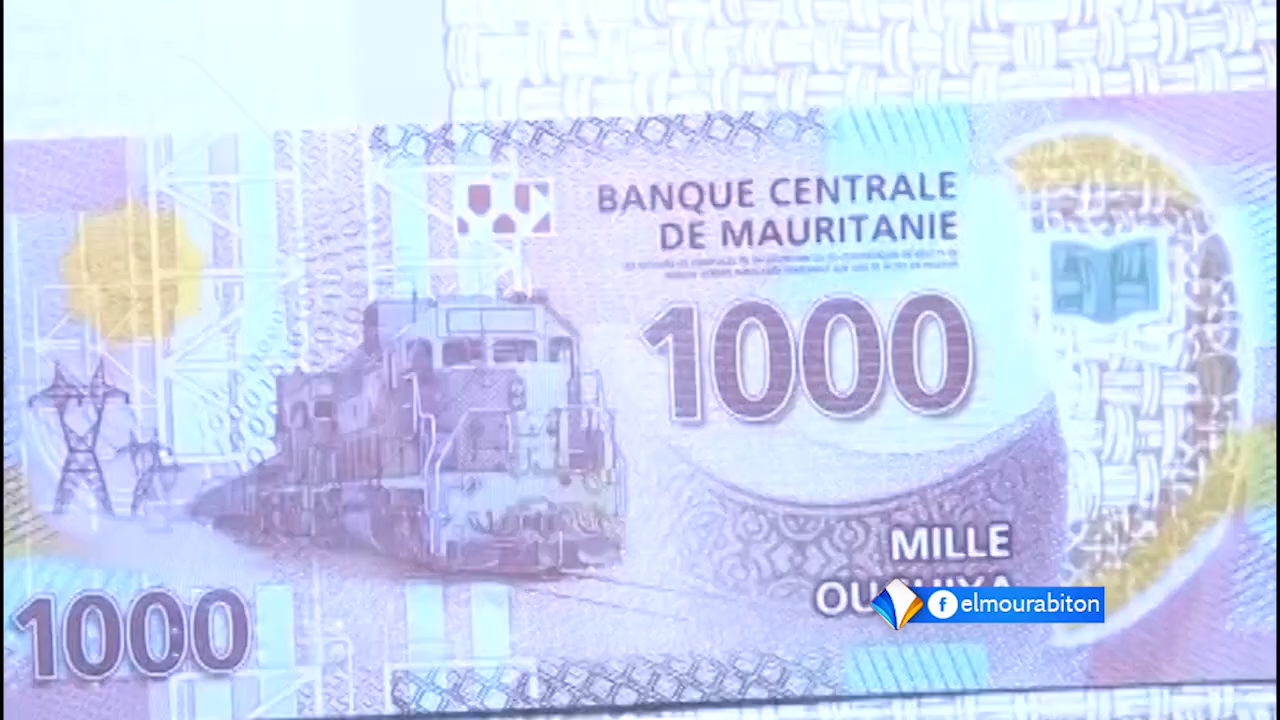 BANQUE CENTRALE
DE MAURITANIE
1000
MILLE
1000
elmourabiton